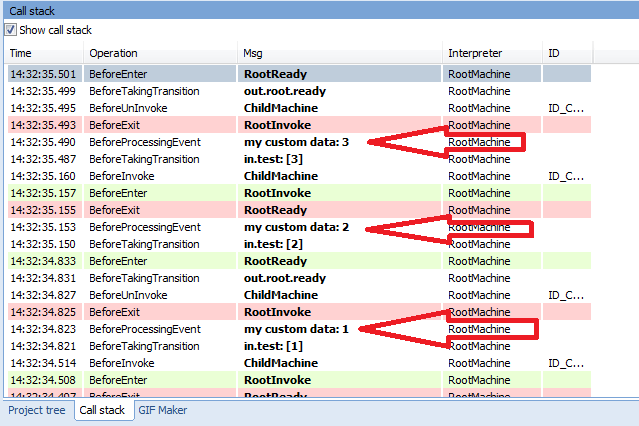 Call stack
Show call stack
Time Operation Msg Interpreter ID
14:32:35.501 BeforeEnter RootReady RootMachine
14:32:35.499 BeforeTakingTransition out.root.ready RootMachine
14:32:35.495 BeforeUnInvoke ChildMachine RootMachine ID_C...
14:32:35.493 BeforeExit RootInvoke RootMachine
14:32:35.490 BeforeProcessingEvent my custom data: 3 RootMachine
14:32:35.487 BeforeTakingTransition in.test: [3] RootMachine
14:32:35.160 BeforeInvoke ChildMachine RootMachine ID_C...
14:32:35.157 BeforeEnter RootInvoke RootMachine
14:32:35.155 BeforeExit RootReady RootMachine
14:32:35.153 BeforeProcessingEvent my custom data: 2 RootMachine
14:32:35.150 BeforeTakingTransition in.test: [2] RootMachine
14:32:34.833 BeforeEnter RootReady RootMachine
14:32:34.831 BeforeTakingTransition out.root.ready RootMachine
14:32:34.827 BeforeUnInvoke ChildMachine RootMachine ID_C...
14:32:34.825 BeforeExit RootInvoke RootMachine
14:32:34.823 BeforeProcessingEvent my custom data: 1 RootMachine
14:32:34.821 BeforeTakingTransition in.test: [1] RootMachine
14:32:34.514 BeforeInvoke ChildMachine RootMachine ID_C...
14:32:34.508 BeforeEnter RootInvoke RootMachine
BeforeExit RootReady RootMachine
Project tree Call stack GIF Maker